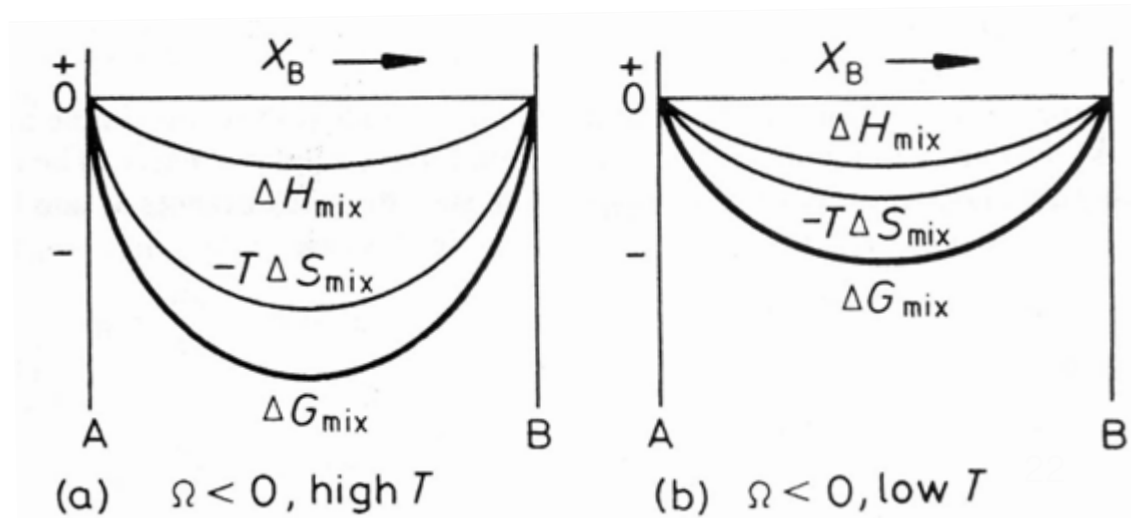 +
X_B →
0
ΔH_mix
-
-TΔS_mix
ΔG_mix
A
B
(a) Ω < 0, high T
+
X_B →
0
ΔH_mix
-TΔS_mix
-
ΔG_mix
A
B
(b) Ω < 0, low T